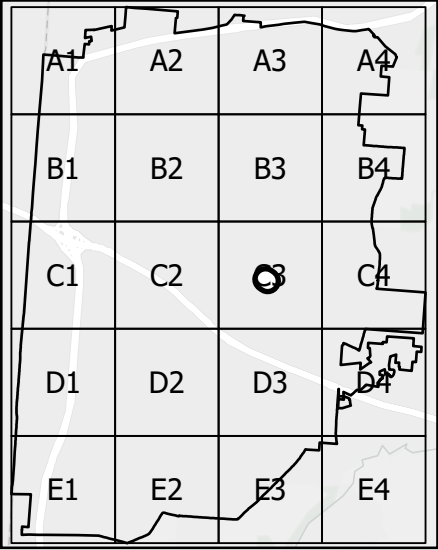 A1 A2 A3 A4
B1 B2 B3 B4
C1 C2 C3 C4
D1 D2 D3 D4
E1 E2 E3 E4